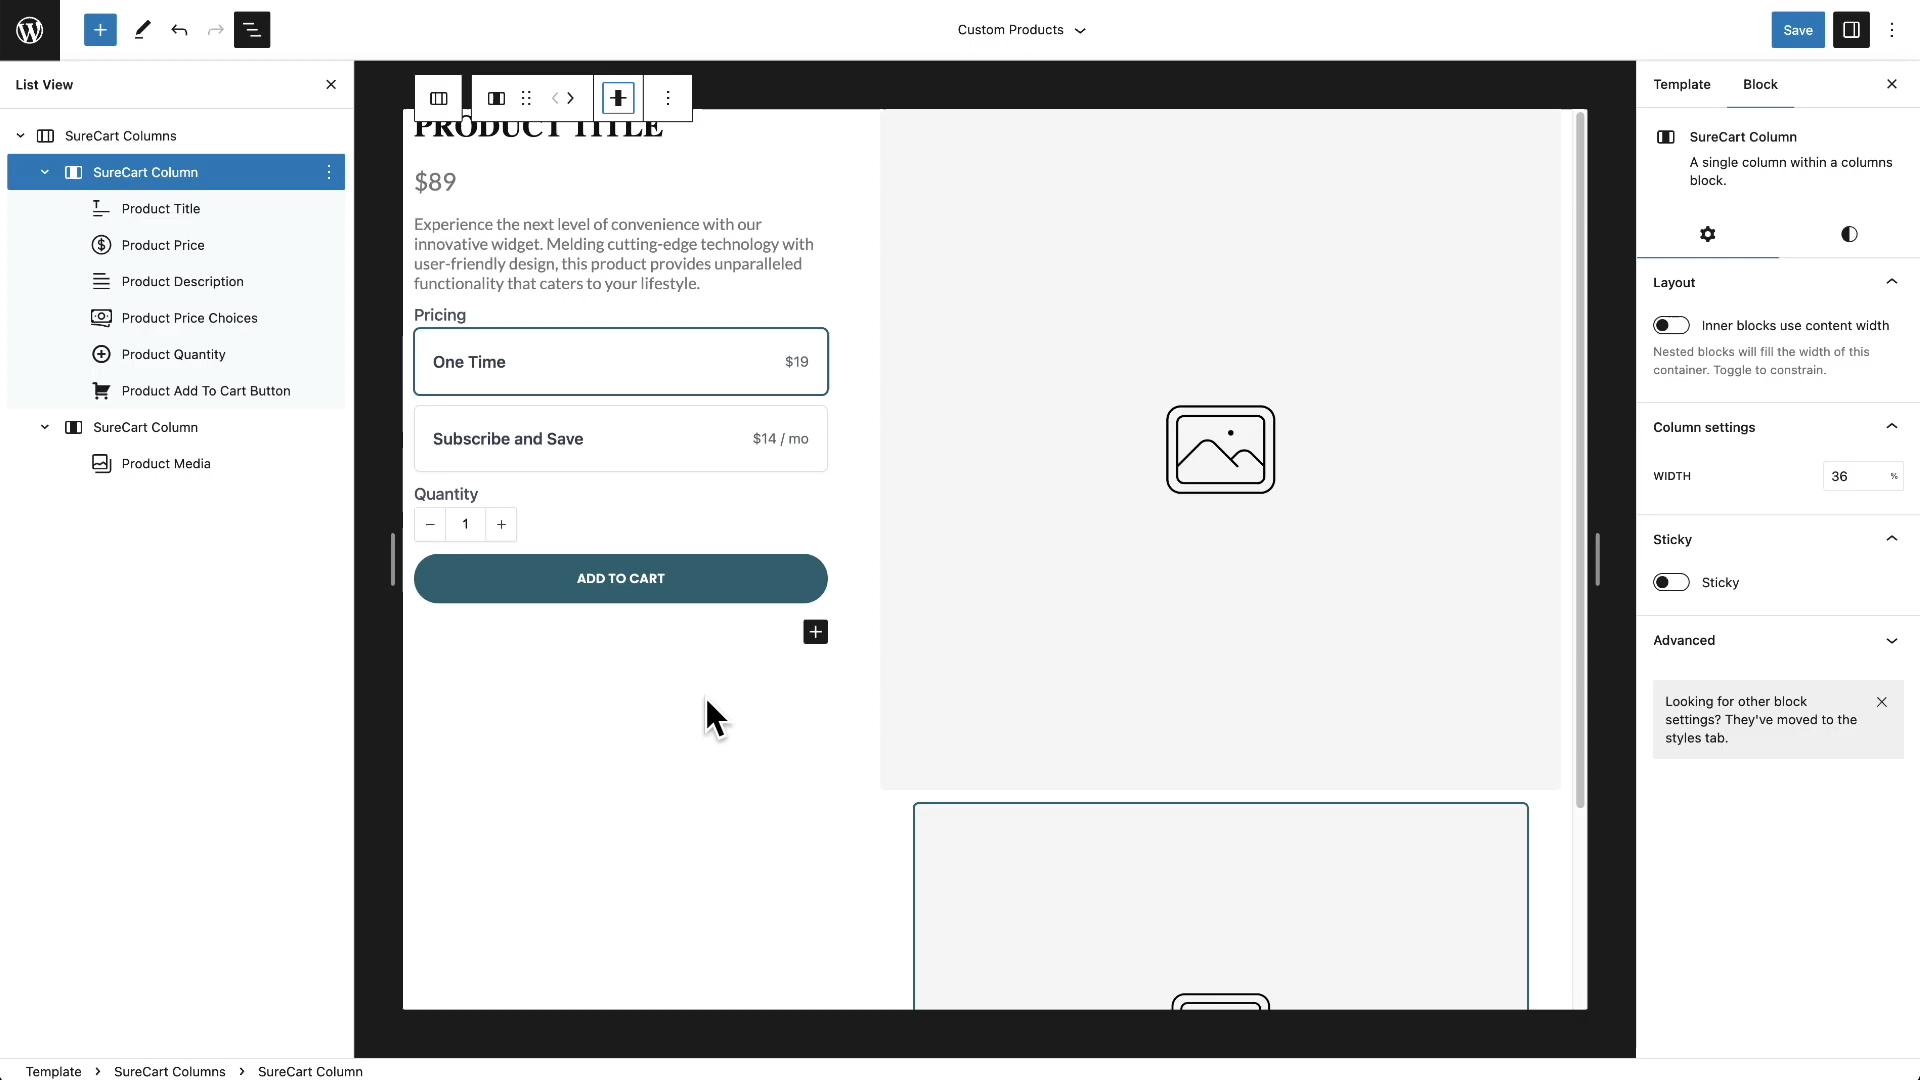 Custom Products
Save
List View
SureCart Columns
SureCart Column
Product Title
Product Price
Product Description
Product Price Choices
Product Quantity
Product Add To Cart Button
SureCart Column
Product Media
PRODUCT TITLE
$89
Experience the next level of convenience with our
innovative widget. Melding cutting-edge technology with
user-friendly design, this product provides unparalleled
functionality that caters to your lifestyle.
Pricing
One Time $19
Subscribe and Save $14 / mo
Quantity
− 1 +
ADD TO CART
Template Block
SureCart Column
A single column within a columns
block.
Layout
Inner blocks use content width
Nested blocks will fill the width of this
container. Toggle to constrain.
Column settings
WIDTH 36 %
Sticky
Sticky
Advanced
Looking for other block
settings? They've moved to the
styles tab.
Template > SureCart Columns > SureCart Column